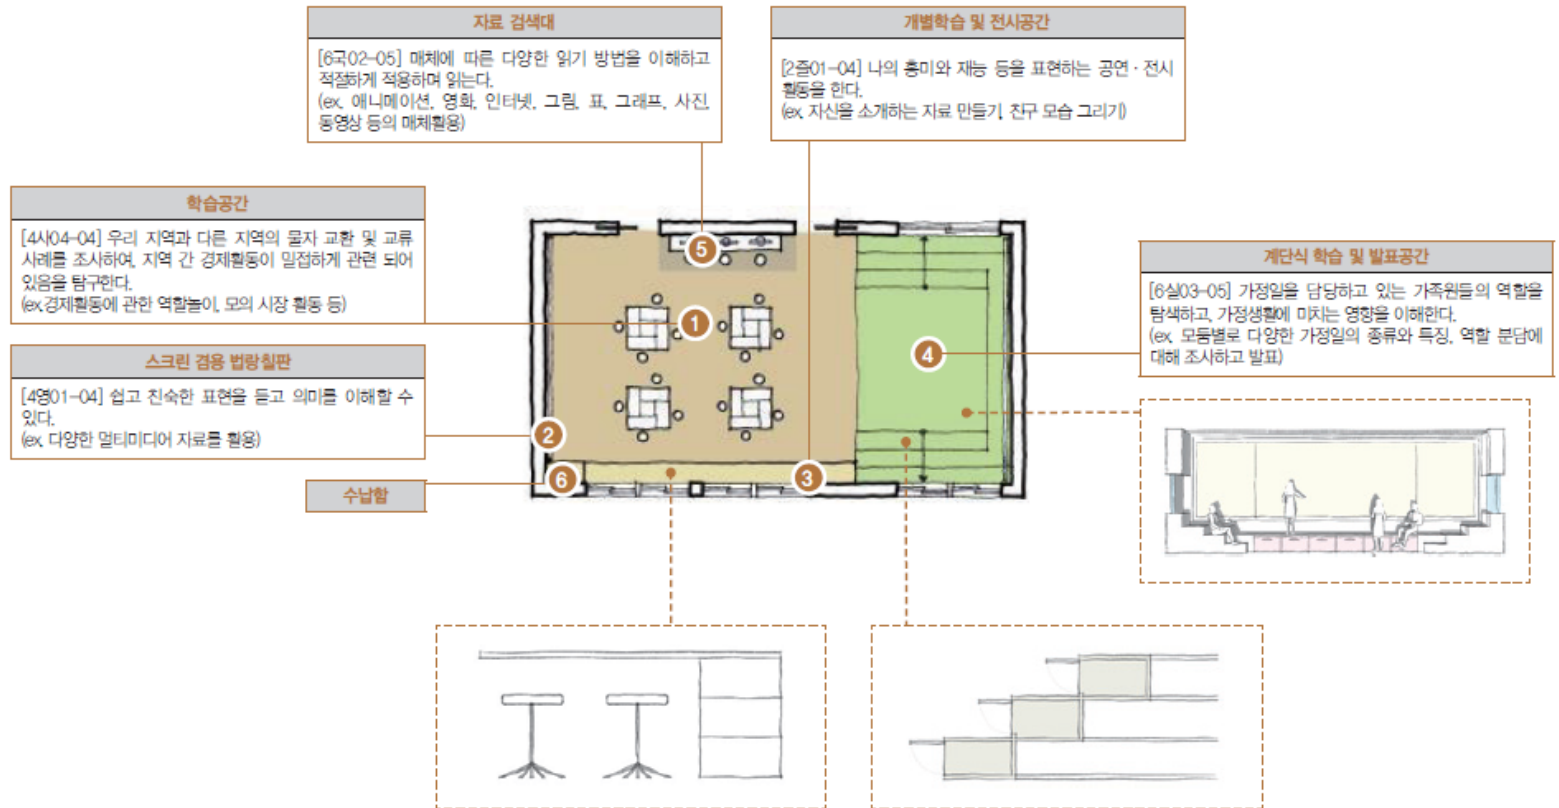 자료 검색대
[6국02-05] 매체에 따른 다양한 읽기 방법을 이해하고
적절하게 적용하며 읽는다.
(ex. 애니메이션, 영화, 인터넷, 그림, 표, 그래프, 사진,
동영상 등의 매체활용)
개별학습 및 전시공간
[2즐01-04] 나의 흥미와 재능 등을 표현하는 공연 · 전시
활동을 한다.
(ex. 자신을 소개하는 자료 만들기, 친구 모습 그리기)
학습공간
[4사04-04] 우리 지역과 다른 지역의 물자 교환 및 교류
사례를 조사하여, 지역 간 경제활동이 밀접하게 관련 되어
있음을 탐구한다.
(ex.경제활동에 관한 역할놀이, 모의 시장 활동 등)
스크린 겸용 법랑칠판
[4영01-04] 쉽고 친숙한 표현을 듣고 의미를 이해할 수
있다.
(ex. 다양한 멀티미디어 자료를 활용)
수납함
계단식 학습 및 발표공간
[6실03-05] 가정일을 담당하고 있는 가족원들의 역할을
탐색하고, 가정생활에 미치는 영향을 이해한다.
(ex. 모둠별로 다양한 가정일의 종류와 특징, 역할 분담에
대해 조사하고 발표)
5
1
4
2
6
3